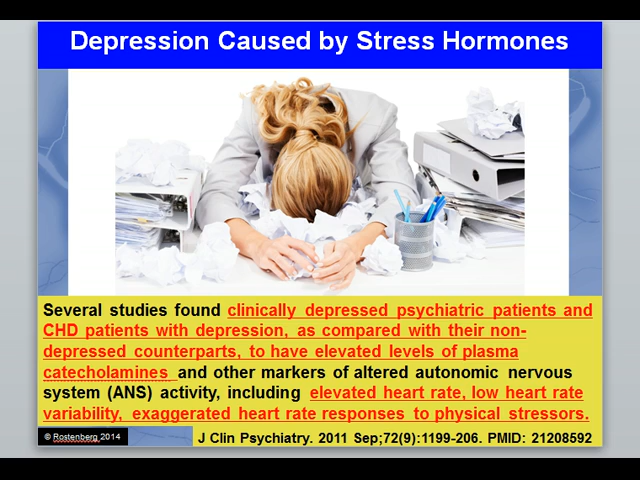 Depression Caused by Stress Hormones
Several studies found clinically depressed psychiatric patients and
CHD patients with depression, as compared with their non-
depressed counterparts, to have elevated levels of plasma
catecholamines and other markers of altered autonomic nervous
system (ANS) activity, including elevated heart rate, low heart rate
variability, exaggerated heart rate responses to physical stressors.
© Rostenberg 2014
J Clin Psychiatry. 2011 Sep;72(9):1199-206. PMID: 21208592